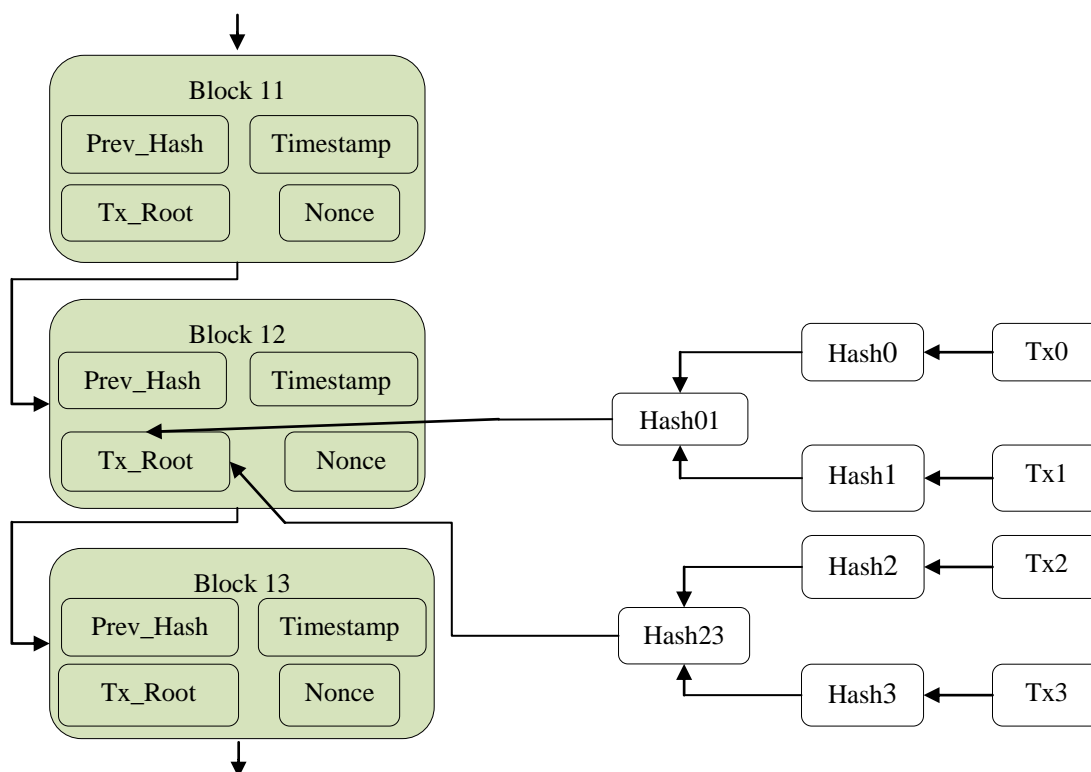 Block 11
Prev_Hash
Timestamp
Tx_Root
Nonce
Block 12
Prev_Hash
Timestamp
Tx_Root
Nonce
Block 13
Prev_Hash
Timestamp
Tx_Root
Nonce
Hash01
Hash0
Tx0
Hash1
Tx1
Hash23
Hash2
Tx2
Hash3
Tx3